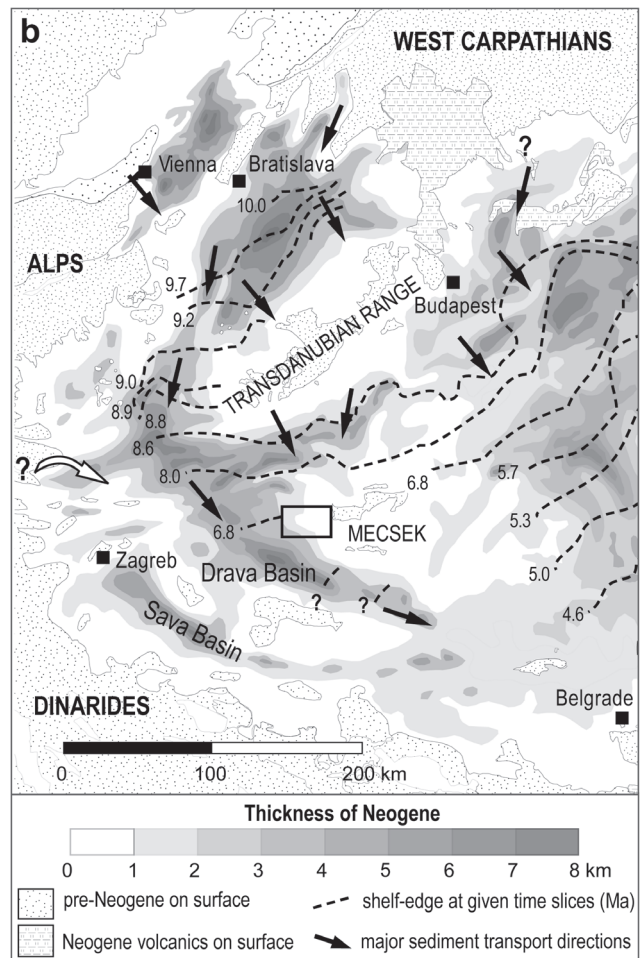 b
WEST CARPATHIANS
?
Vienna
Bratislava
10.0
ALPS
9.7
9.2
Budapest
TRANSDANUBIAN RANGE
9.0
8.9
8.8
8.6
?
8.0
6.8
5.7
5.3
6.8
MECSEK
Zagreb
Drava Basin
5.0
?
?
4.6
Sava Basin
DINARIDES
Belgrade
0 100 200 km
Thickness of Neogene
0 1 2 3 4 5 6 7 8 km
pre-Neogene on surface
shelf-edge at given time slices (Ma)
Neogene volcanics on surface
major sediment transport directions